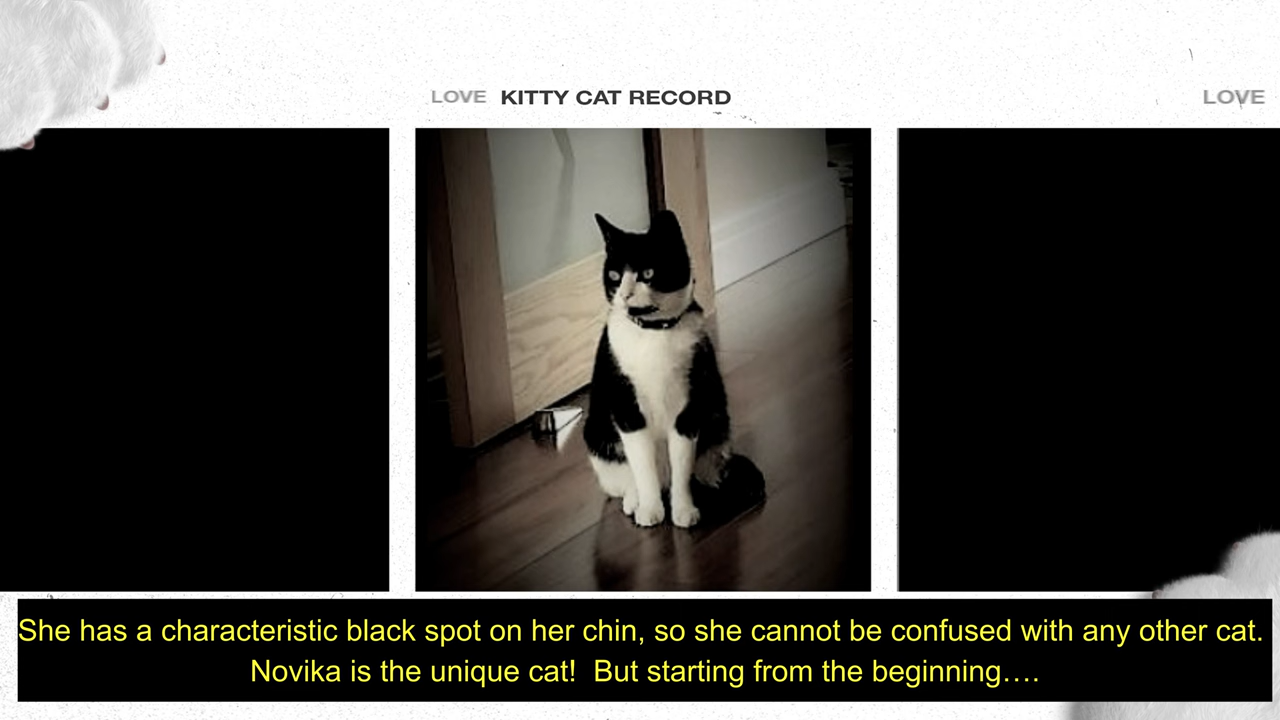 LOVE KITTY CAT RECORD LOVE
She has a characteristic black spot on her chin, so she cannot be confused with any other cat.
Novika is the unique cat!  But starting from the beginning….